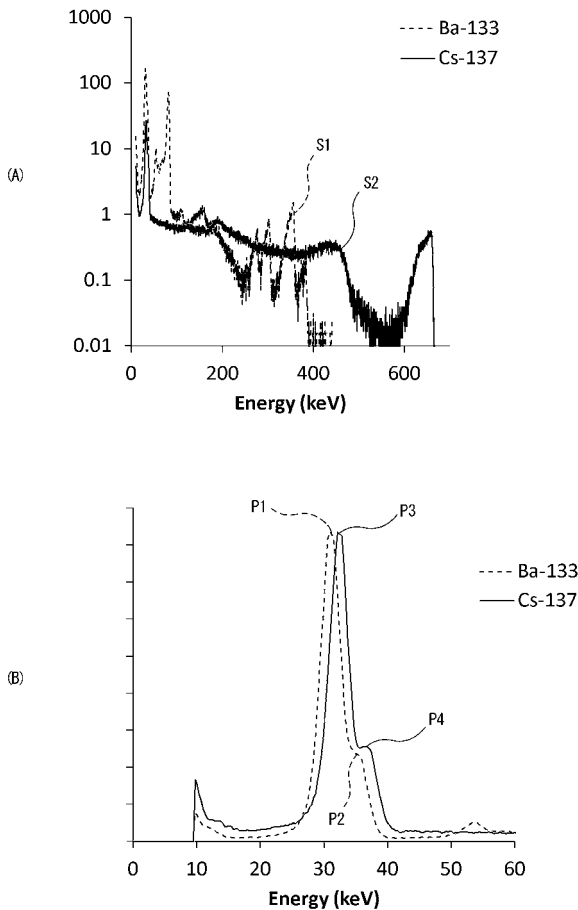 1000
100
10
1
0.1
0.01
(A)
Ba-133
Cs-137
S1
S2
0
200
400
600
Energy (keV)
(B)
P1
P3
P4
P2
Ba-133
Cs-137
0
10
20
30
40
50
60
Energy (keV)